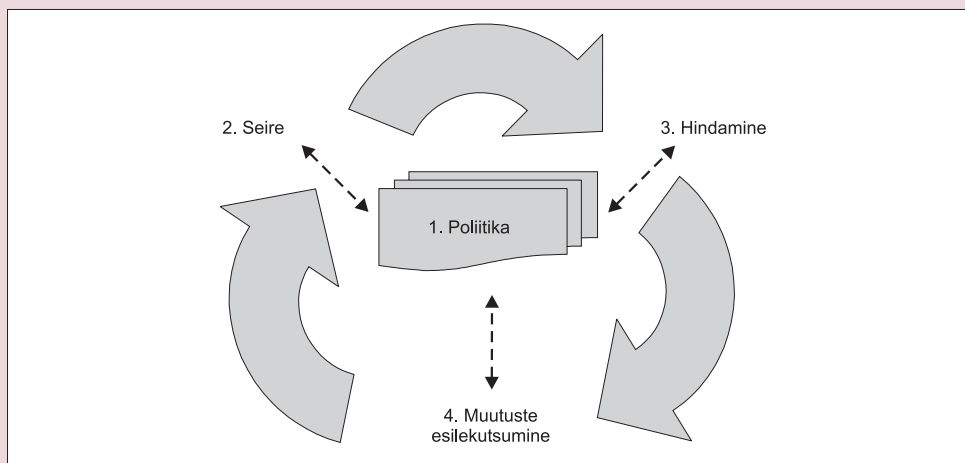 2. Seire
3. Hindamine
1. Poliitika
4. Muutuste
esilekutsumine